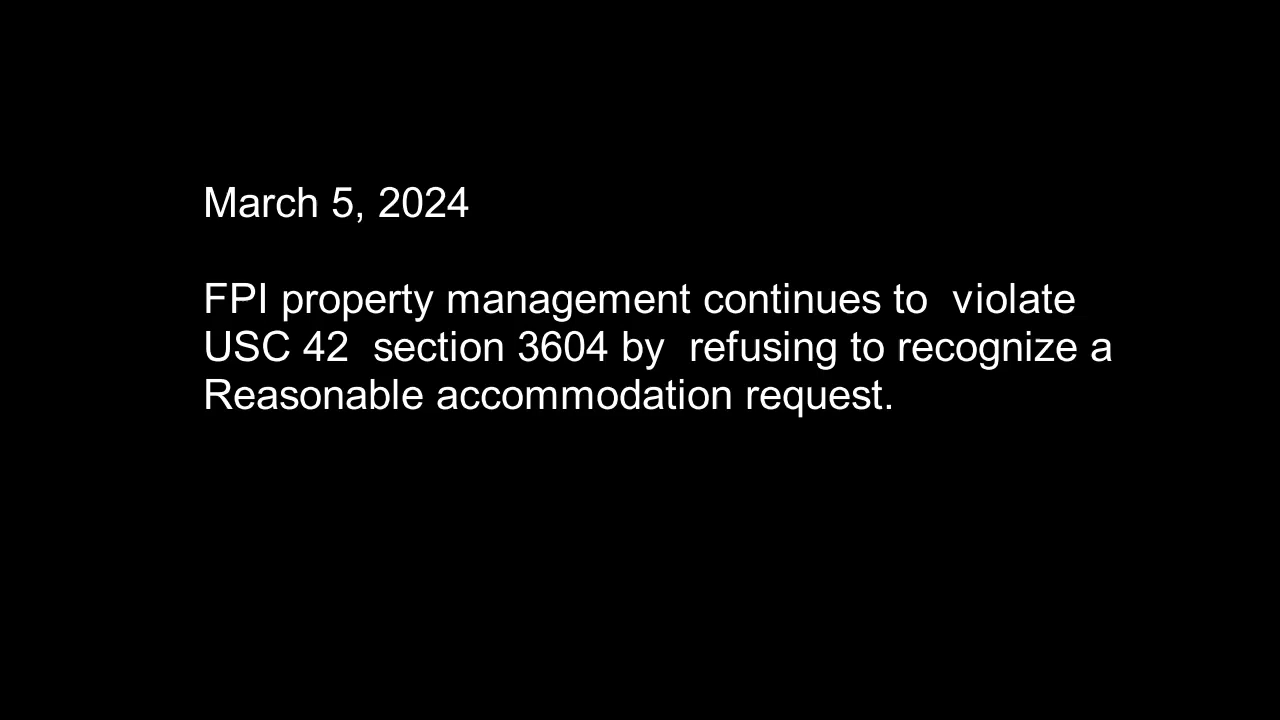 March 5, 2024
FPI property management continues to  violate
USC 42  section 3604 by  refusing to recognize a
Reasonable accommodation request.